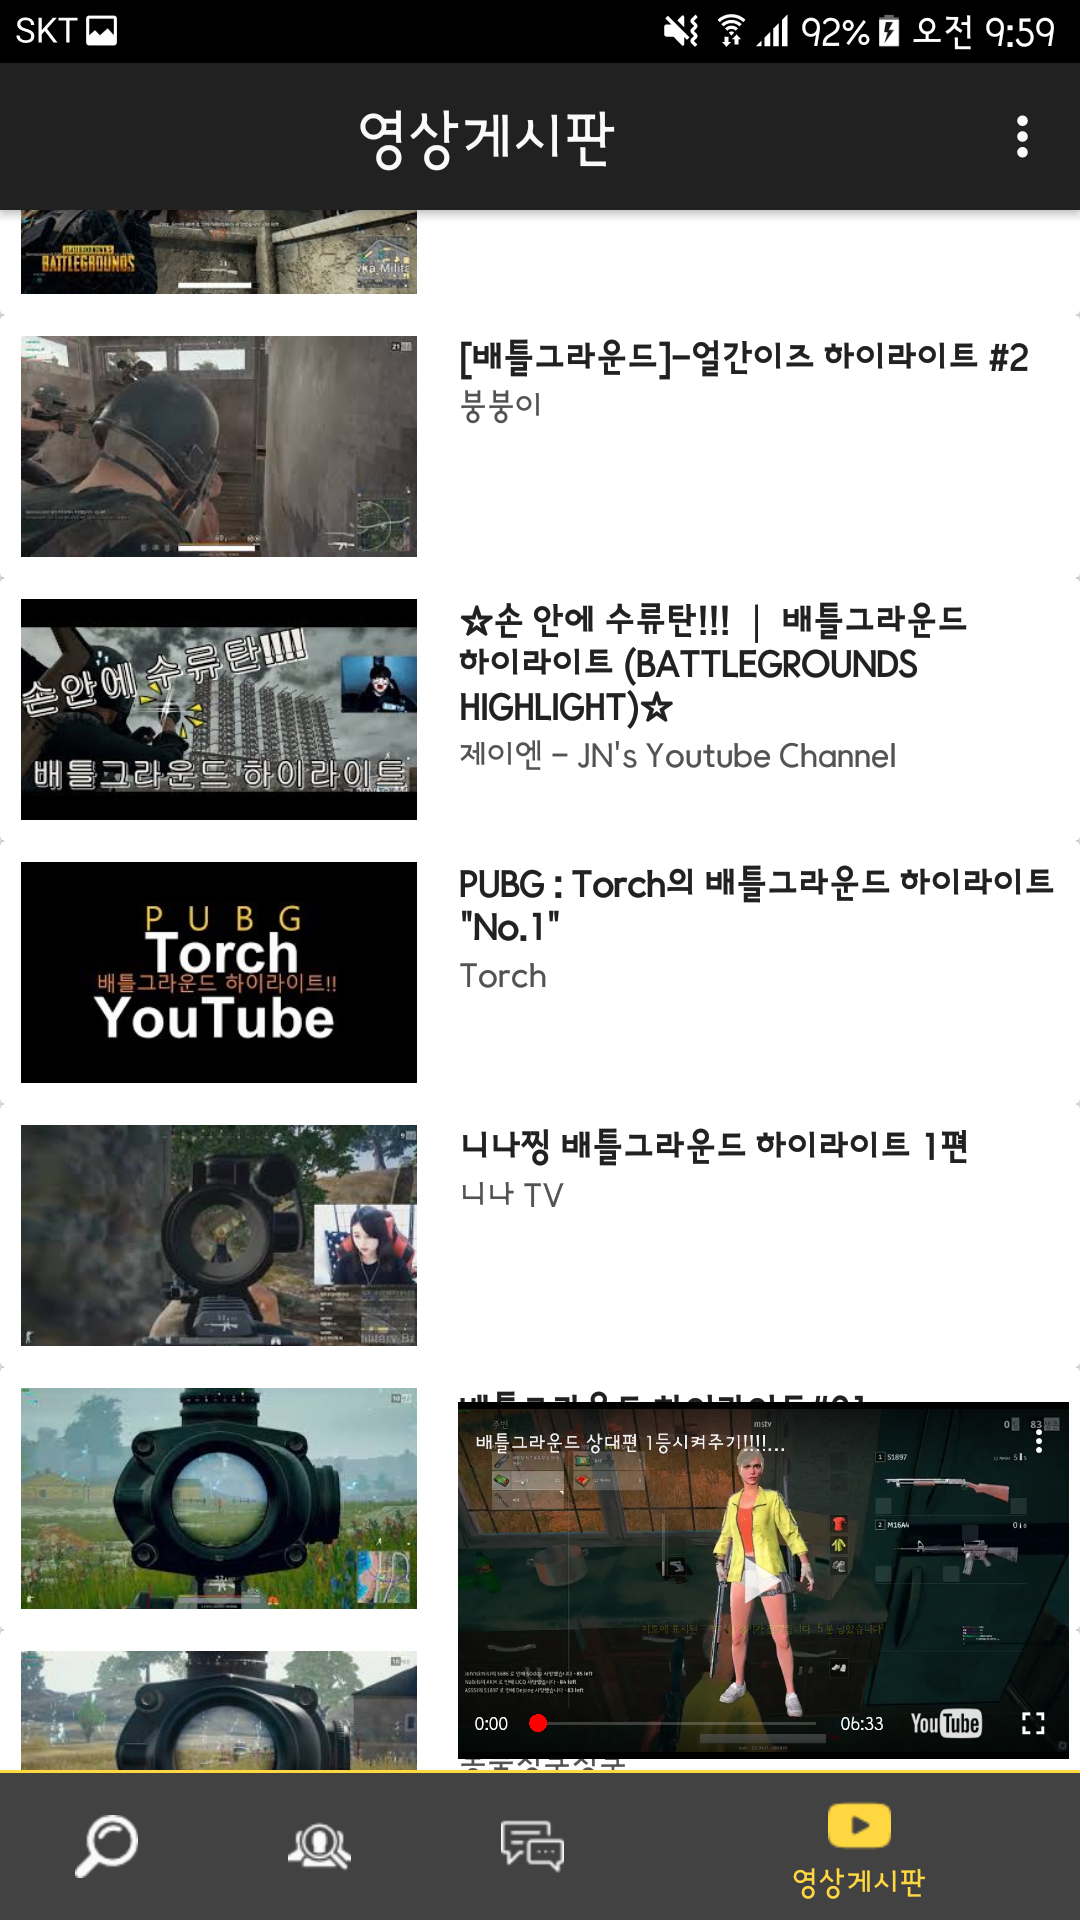 SKT 92% 오전 9:59
영상게시판
BATTLEGROUNDS
[배틀그라운드]-얼간이즈 하이라이트 #2
붕붕이
손안에 수류탄!!!!
배틀그라운드 하이라이트
☆손 안에 수류탄!!! ｜ 배틀그라운드
하이라이트 (BATTLEGROUNDS
HIGHLIGHT)☆
제이엔 - JN's Youtube Channel
PUBG
Torch
배틀그라운드 하이라이트!!
YouTube
PUBG : Torch의 배틀그라운드 하이라이트
"No.1"
Torch
니나찡 배틀그라운드 하이라이트 1편
니나 TV
mstv
배틀그라운드 상대편 1등시켜주기!!!!...
S1897
M16A4
0:00 06:33 YouTube
영상게시판